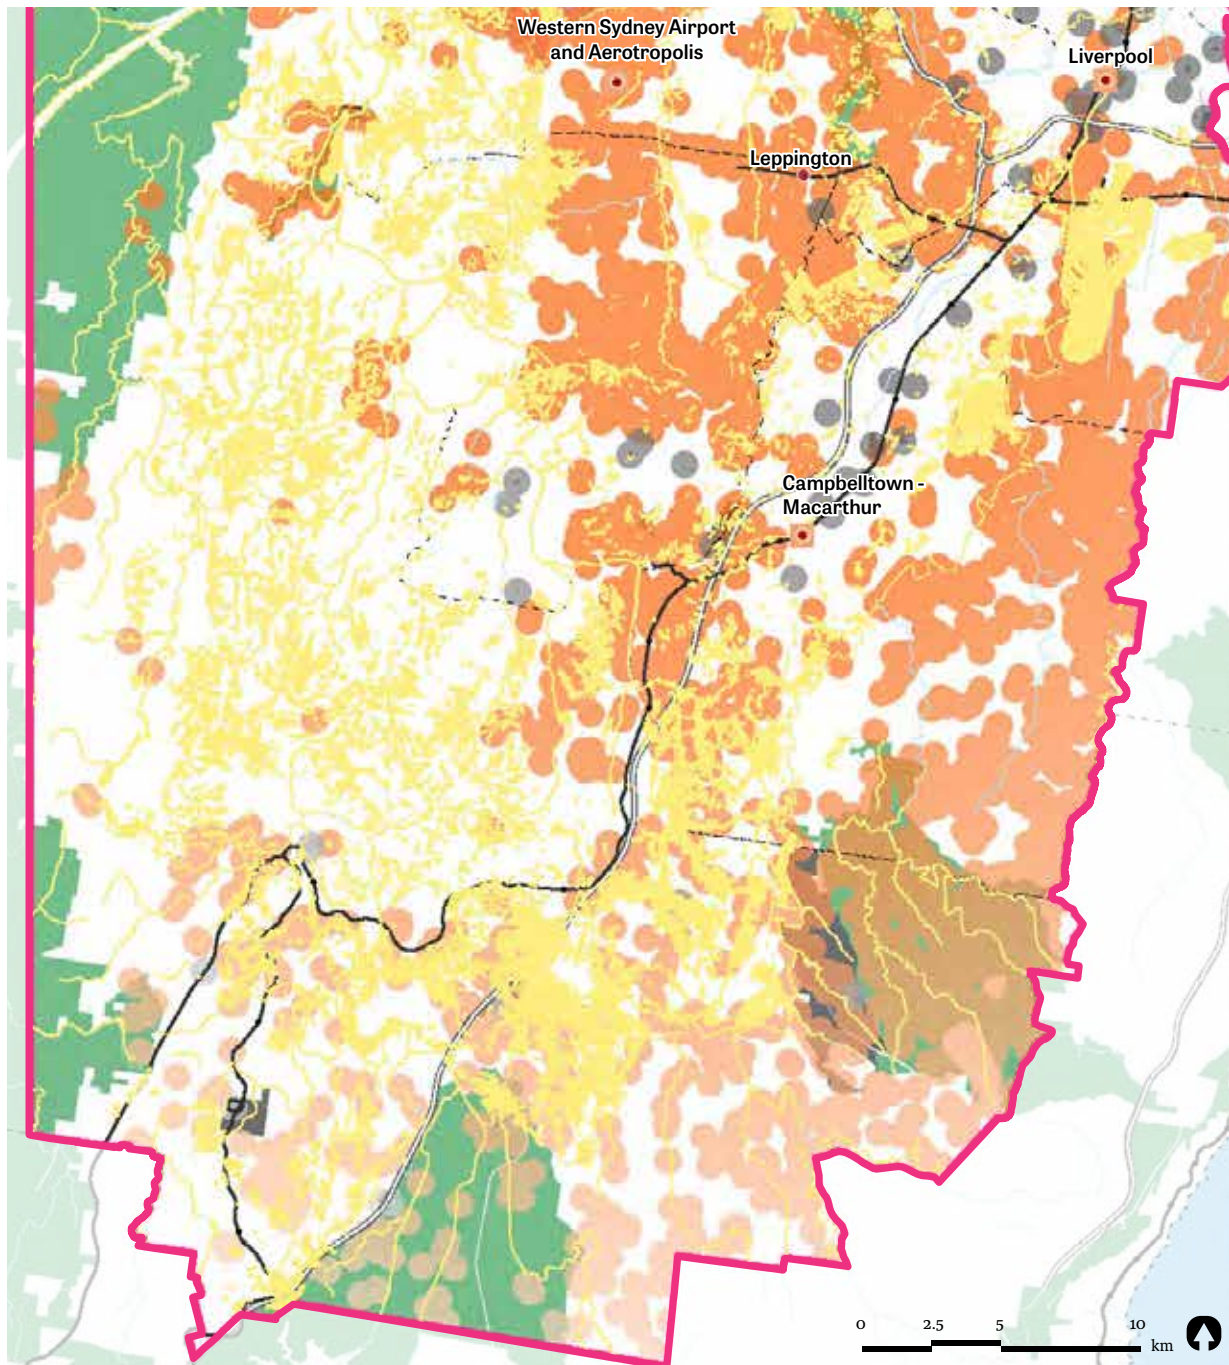 Western Sydney Airport
and Aerotropolis
Liverpool
Leppington
Campbelltown -
Macarthur
0 2.5 5 10
km